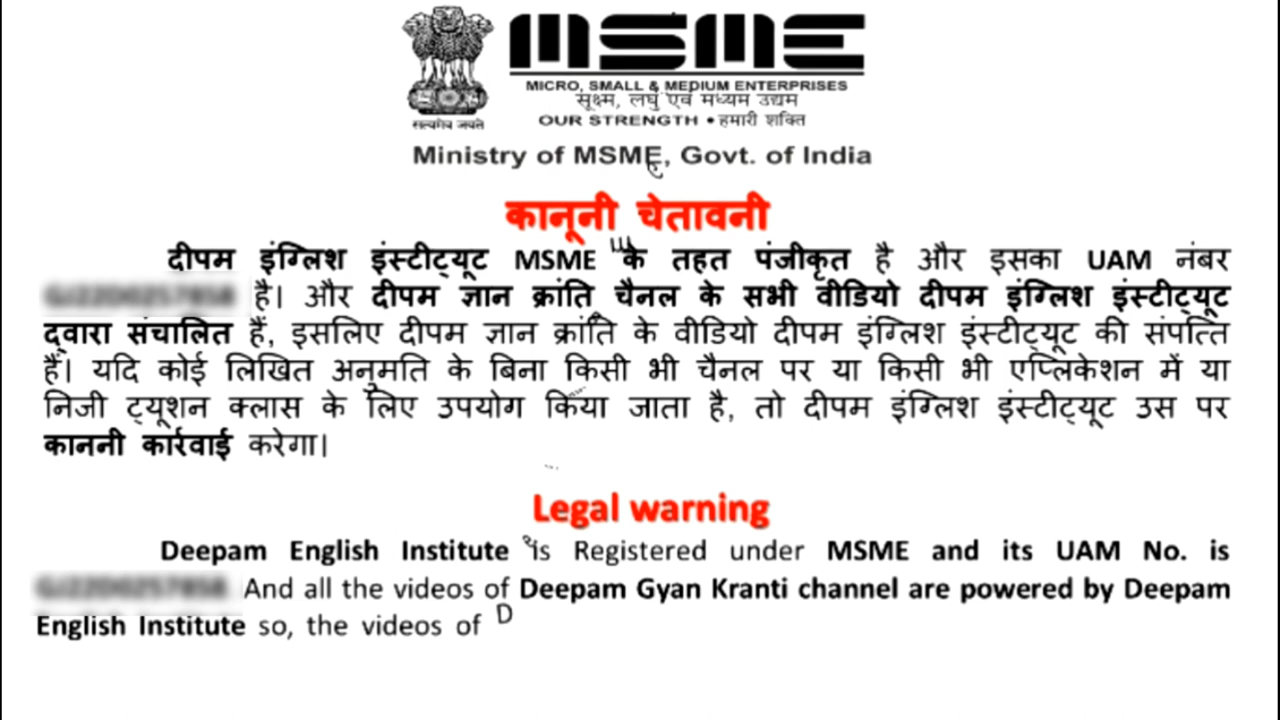 MSME
MICRO, SMALL & MEDIUM ENTERPRISES
सूक्ष्म, लघु एवं मध्यम उद्यम
सत्यमेव जयते
OUR STRENGTH • हमारी शक्ति
Ministry of MSME, Govt. of India
कानूनी चेतावनी
दीपम इंग्लिश इंस्टीट्यूट MSME के तहत पंजीकृत है और इसका UAM नंबर
है। और दीपम ज्ञान क्रांति चैनल के सभी वीडियो दीपम इंग्लिश इंस्टीट्यूट
द्वारा संचालित हैं, इसलिए दीपम ज्ञान क्रांति के वीडियो दीपम इंग्लिश इंस्टीट्यूट की संपत्ति
हैं। यदि कोई लिखित अनुमति के बिना किसी भी चैनल पर या किसी भी एप्लिकेशन में या
निजी ट्यूशन क्लास के लिए उपयोग किया जाता है, तो दीपम इंग्लिश इंस्टीट्यूट उस पर
काननी कार्रवाई करेगा।
Legal warning
Deepam English Institute is Registered under MSME and its UAM No. is
And all the videos of Deepam Gyan Kranti channel are powered by Deepam
English Institute so, the videos of D